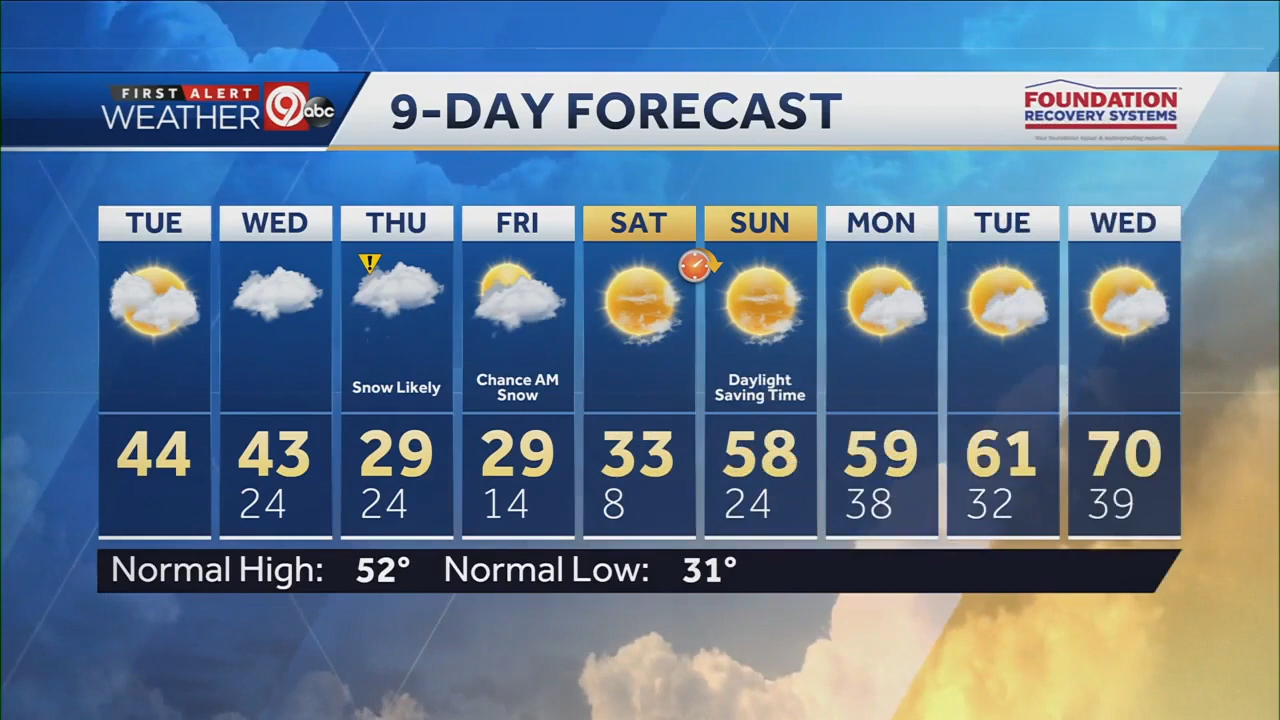 FIRST ALERT
WEATHER 9 abc
9-DAY FORECAST
FOUNDATION
RECOVERY SYSTEMS
TUE WED THU FRI SAT SUN MON TUE WED
!
Snow Likely
Chance AM
Snow
Daylight
Saving Time
44 43 29 29 33 58 59 61 70
24 24 14 8 24 38 32 39
Normal High: 52° Normal Low: 31°